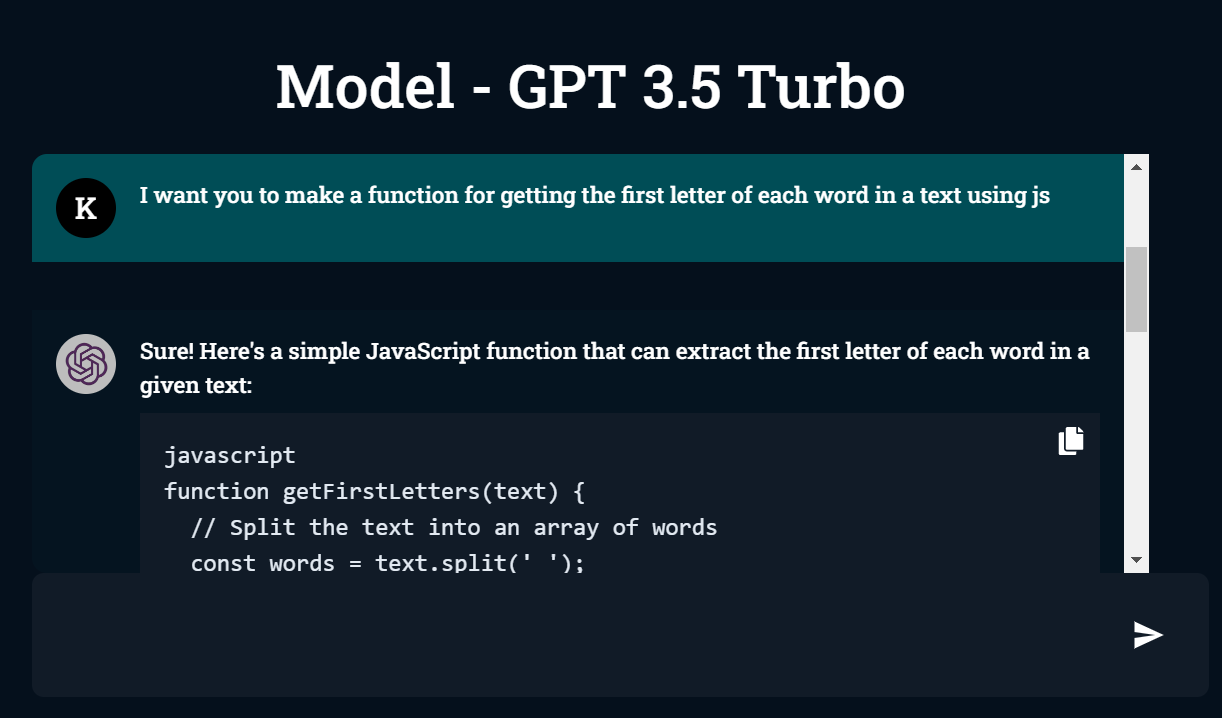 Model - GPT 3.5 Turbo
K
I want you to make a function for getting the first letter of each word in a text using js
Sure! Here's a simple JavaScript function that can extract the first letter of each word in a
given text:
javascript
function getFirstLetters(text) {
  // Split the text into an array of words
  const words = text.split(' ');